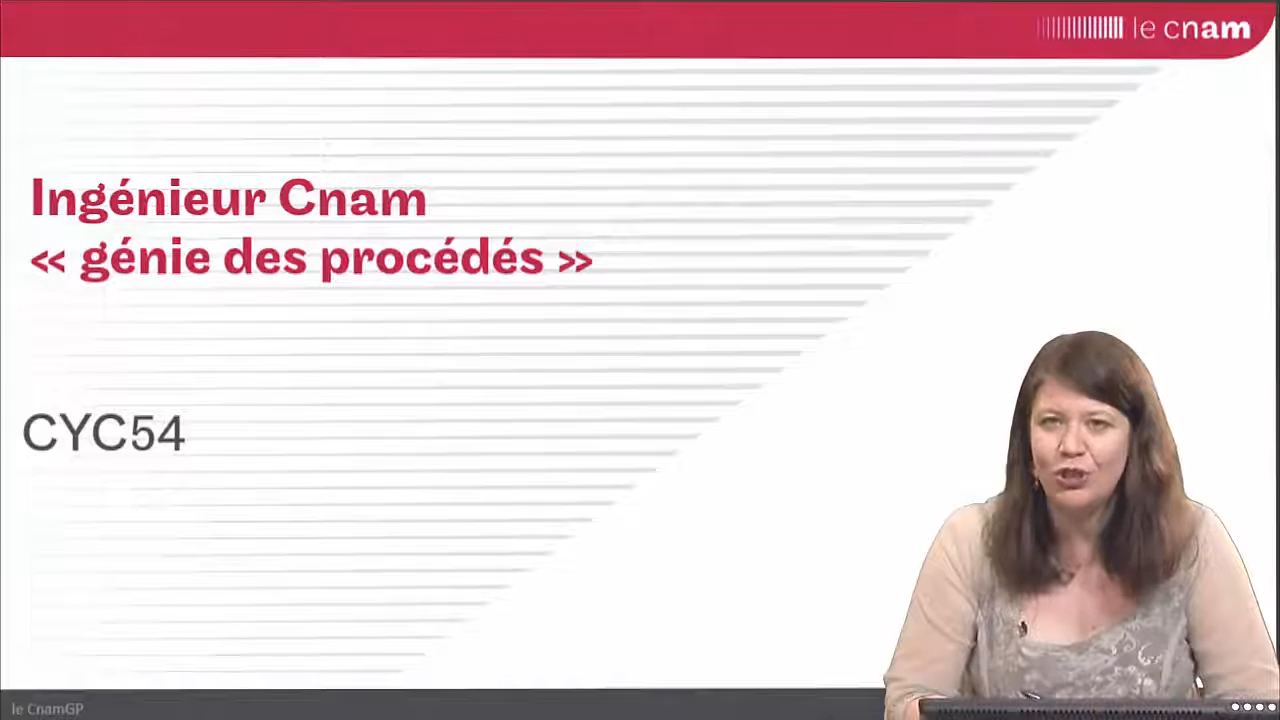 le cnam
Ingénieur Cnam
« génie des procédés »
CYC54
le CnamGP